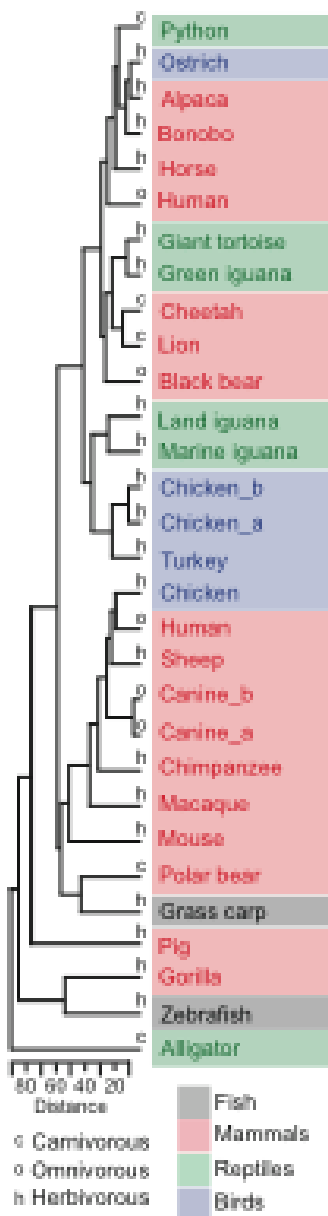 c Python
h Ostrich
h Alpaca
h Bonobo
h Horse
o Human
h Giant tortoise
h Green iguana
c Cheetah
c Lion
o Black bear
h Land iguana
h Marine iguana
h Chicken_b
h Chicken_a
h Turkey
h Chicken
o Human
h Sheep
o Canine_b
o Canine_a
h Chimpanzee
h Macaque
h Mouse
c Polar bear
h Grass carp
h Pig
h Gorilla
h Zebrafish
c Alligator
80 60 40 20
Distance
c Carnivorous
o Omnivorous
h Herbivorous
Fish
Mammals
Reptiles
Birds